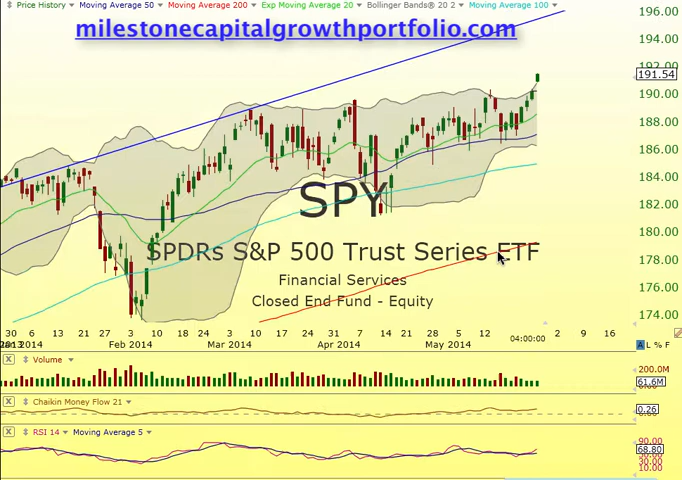 Price History Moving Average 50 Moving Average 200 Exp Moving Average 20 Bollinger Bands® 20 2 Moving Average 100
milestonecapitalgrowthportfolio.com
196.00
194.00
191.54
190.00
188.00
186.00
184.00
182.00
180.00
178.00
176.00
174.00
SPY
SPDRs S&P 500 Trust Series ETF
Financial Services
Closed End Fund - Equity
04:00:00
30 6 13 21 27 3 10 18 3 10 17 24 7 14 21 28 5 12 2 9 16
2014 Feb 2014 Mar 2014 Apr 2014 May 2014
A L % F
X Volume
200.0M
61.6M
X Chaikin Money Flow 21
0.26
X RSI 14 Moving Average 5
90.00
68.80
30.00
10.00